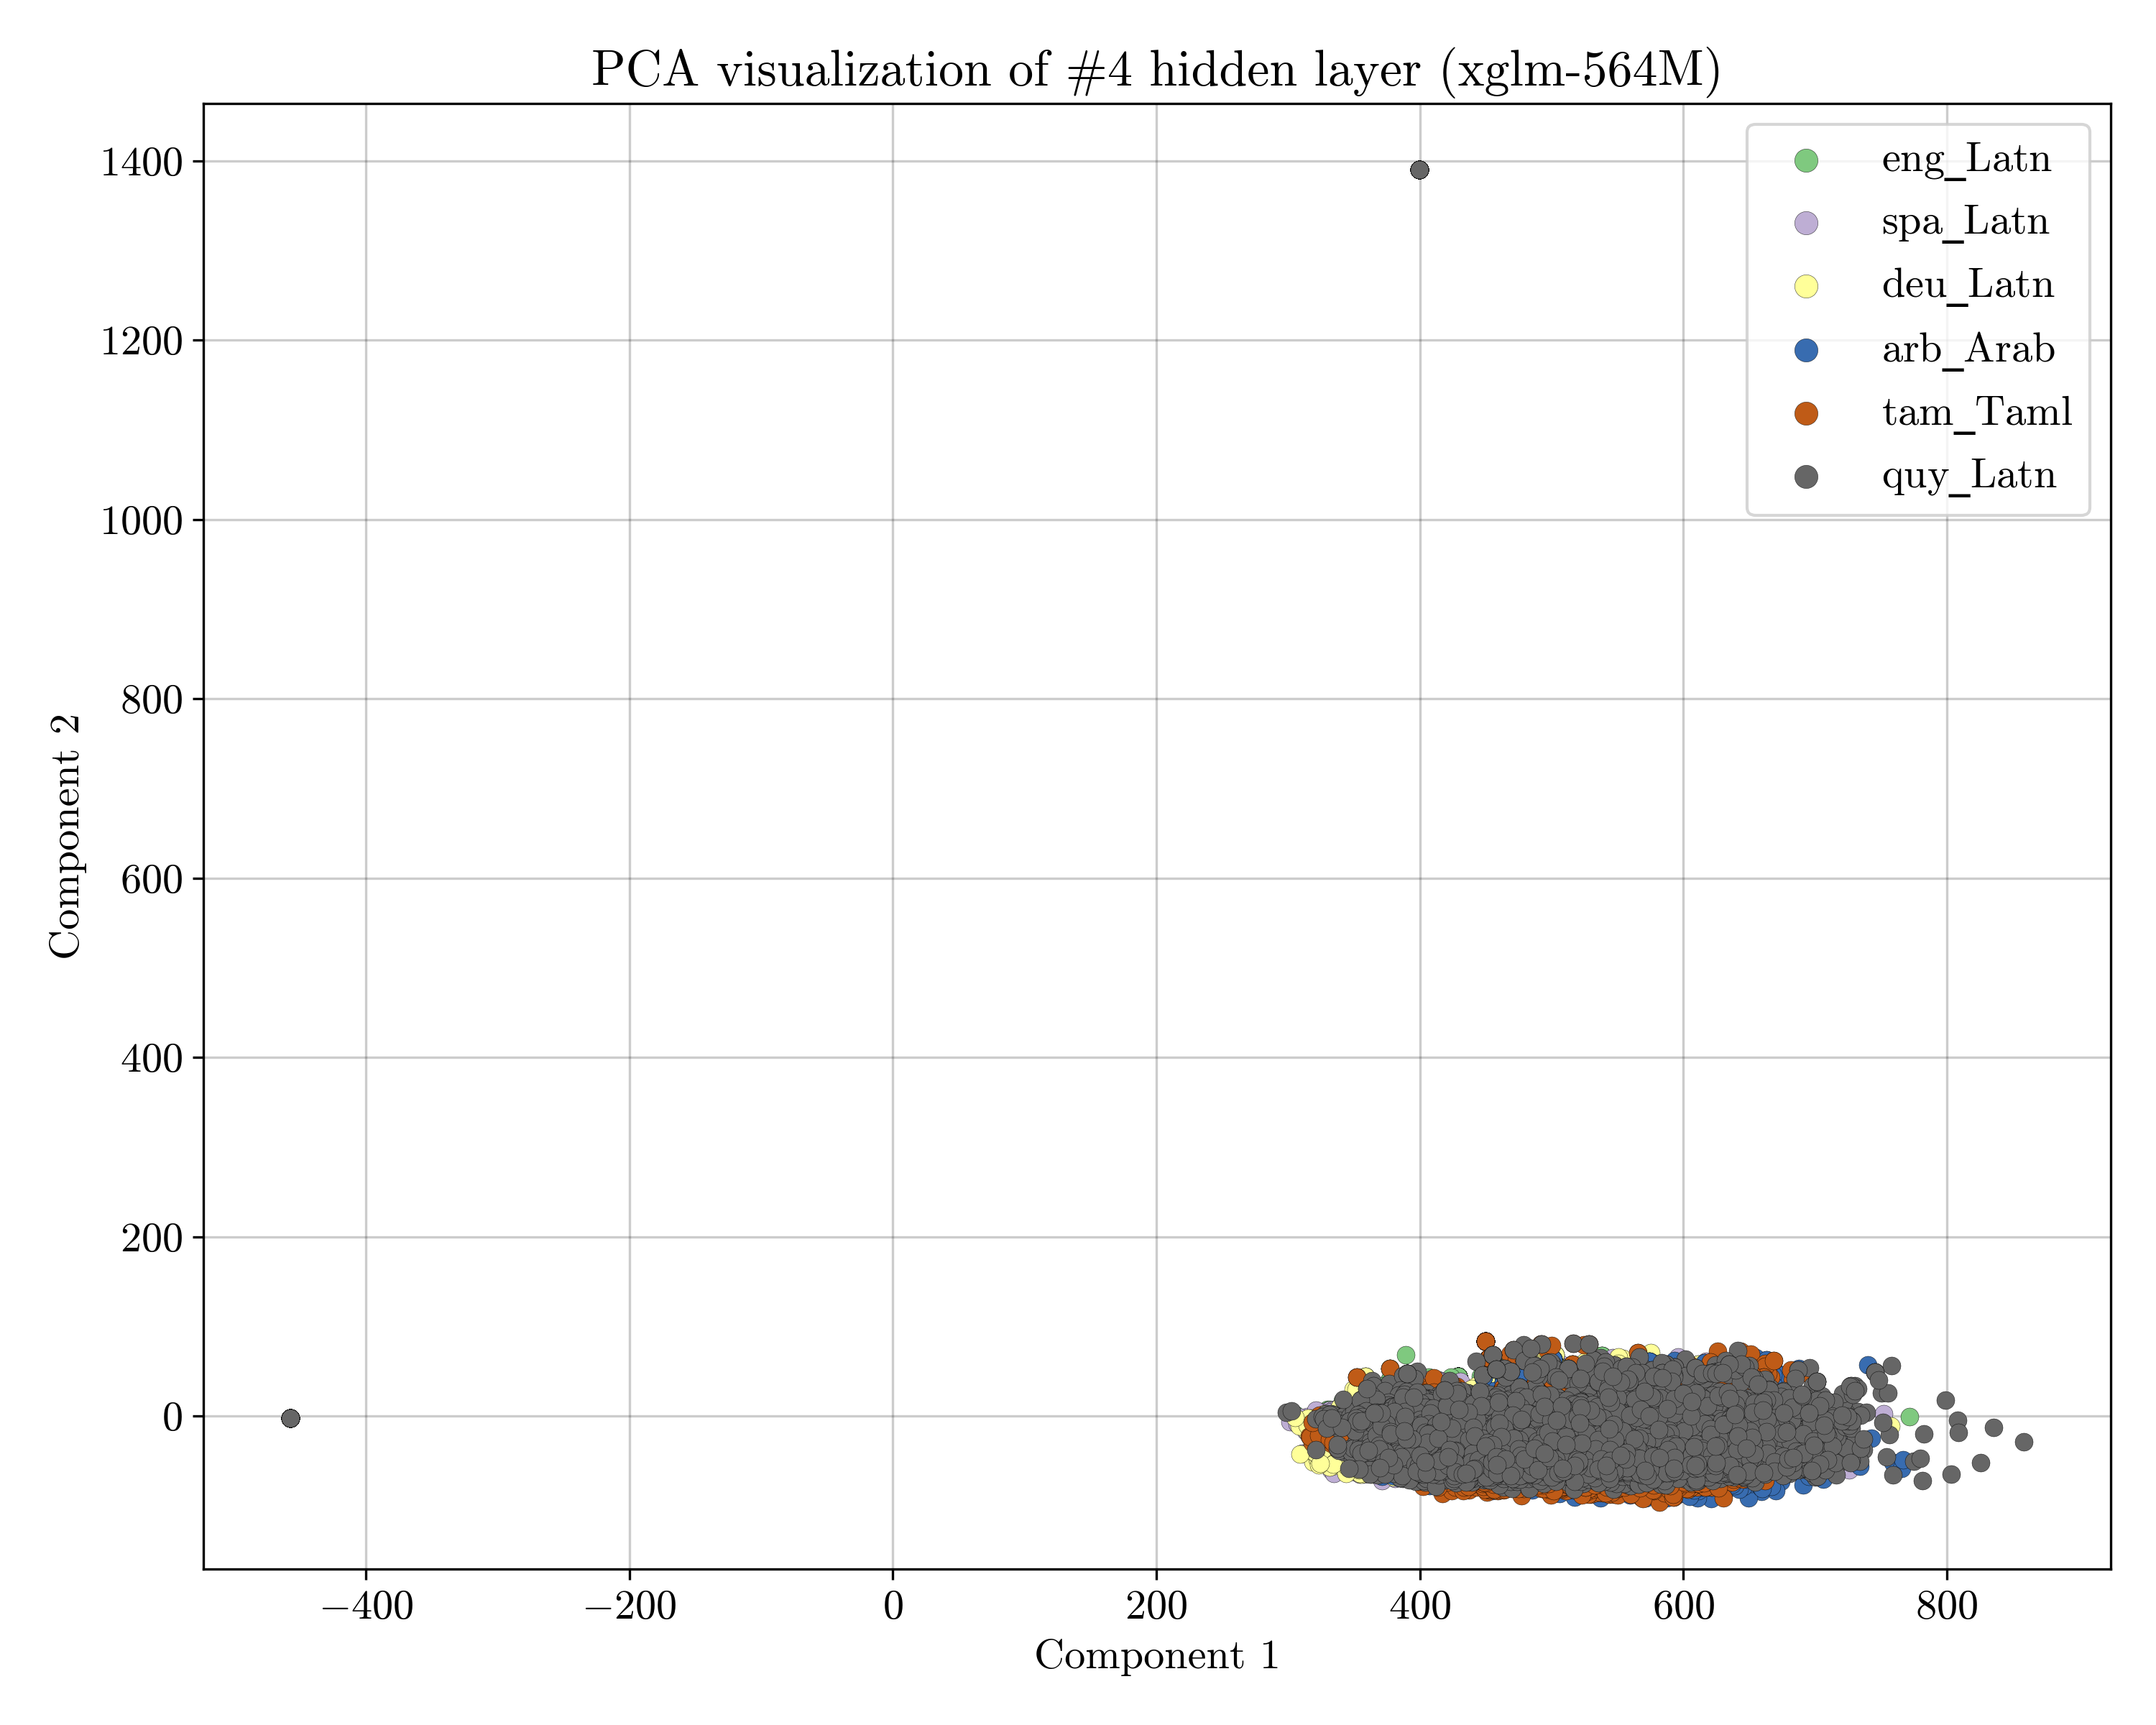 PCA visualization of #4 hidden layer (xglm-564M)
eng_Latn
spa_Latn
deu_Latn
arb_Arab
tam_Taml
quy_Latn
1400
1200
1000
800
600
400
200
0
Component 2
−400 −200 0 200 400 600 800
Component 1